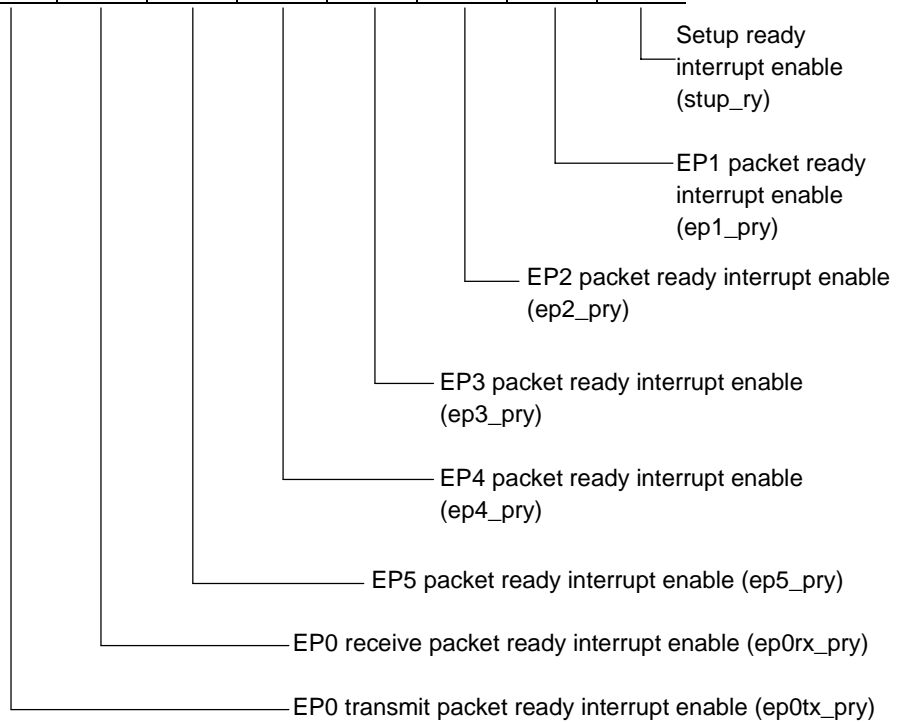 Setup ready
interrupt enable
(stup_ry)
EP1 packet ready
interrupt enable
(ep1_pry)
EP2 packet ready interrupt enable
(ep2_pry)
EP3 packet ready interrupt enable
(ep3_pry)
EP4 packet ready interrupt enable
(ep4_pry)
EP5 packet ready interrupt enable (ep5_pry)
EP0 receive packet ready interrupt enable (ep0rx_pry)
EP0 transmit packet ready interrupt enable (ep0tx_pry)